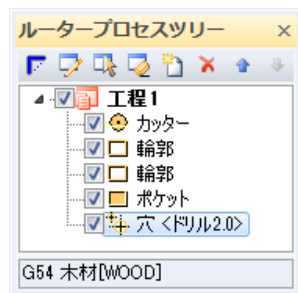 ルータープロセスツリー
工程1
カッター
輪郭
輪郭
ポケット
穴 <ドリル2.0>
G54 木材[WOOD]